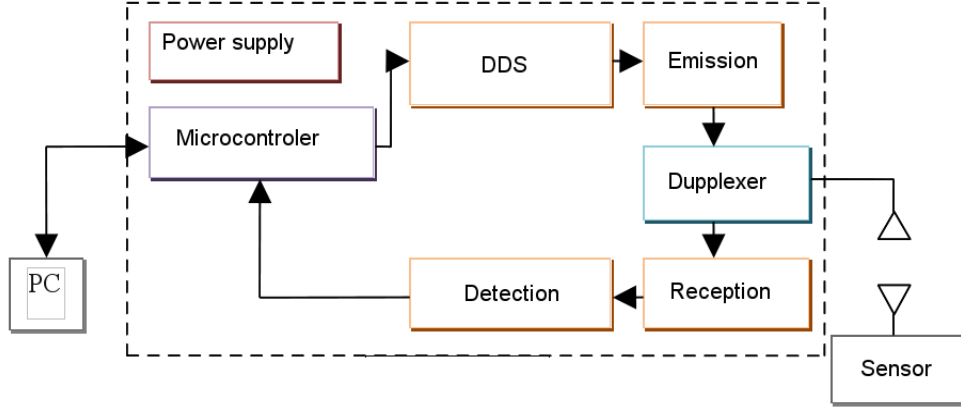 Power supply
DDS
Emission
Microcontroler
Dupplexer
PC
Detection
Reception
Sensor